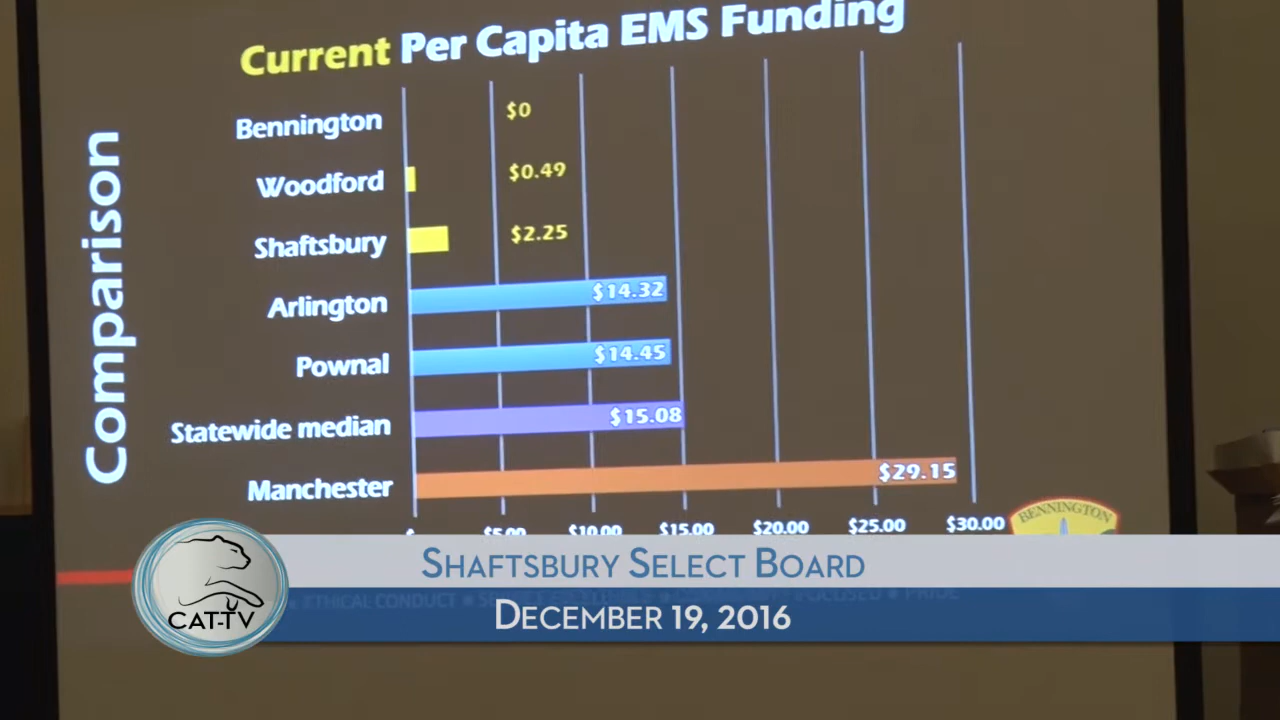 Current Per Capita EMS Funding
Comparison
Bennington $0
Woodford $0.49
Shaftsbury $2.25
Arlington $14.32
Pownal $14.45
Statewide median $15.08
Manchester $29.15
$5.00 $10.00 $15.00 $20.00 $25.00 $30.00
BENNINGTON
SHAFTSBURY SELECT BOARD
ETHICAL CONDUCT
DECEMBER 19, 2016
CAT-TV